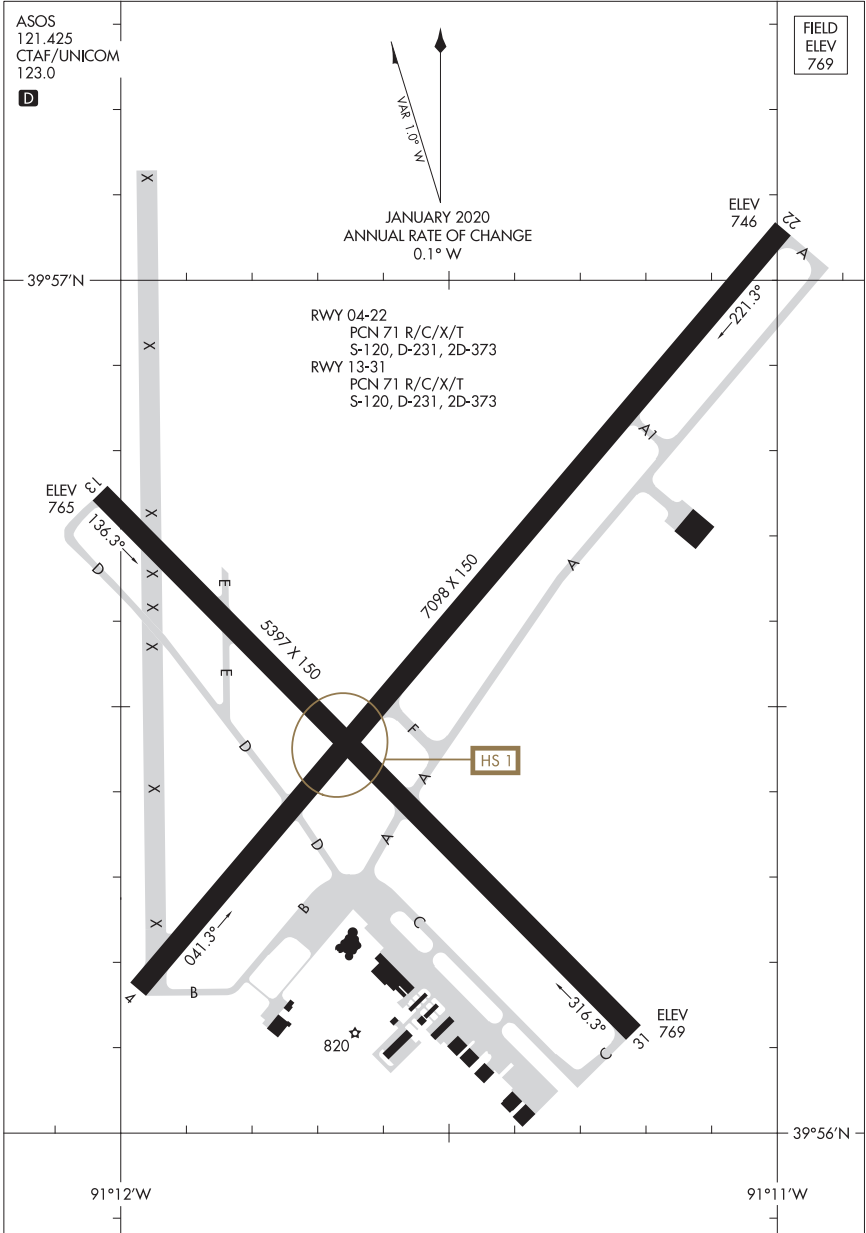 ASOS
121.425
CTAF/UNICOM
123.0
D
FIELD
ELEV
769
VAR 1.0° W
JANUARY 2020
ANNUAL RATE OF CHANGE
0.1° W
X
ELEV
746
22
A
39°57'N
221.3°
RWY 04-22
PCN 71 R/C/X/T
S-120, D-231, 2D-373
RWY 13-31
PCN 71 R/C/X/T
S-120, D-231, 2D-373
X
A1
ELEV
765
13
136.3°
X
D
X
E
X
7098 X 150
A
5397 X 150
X
E
F
D
HS 1
A
X
D
A
B
C
X
041.3°
4
B
820
316.3°
ELEV
769
31
C
39°56'N
91°12'W
91°11'W